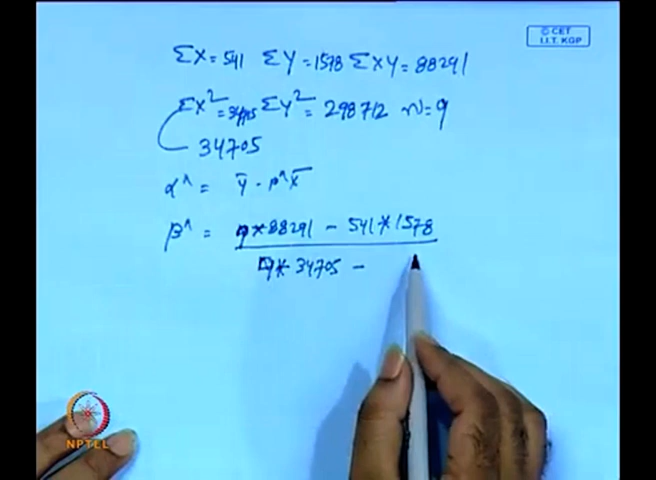 © CET
I.I.T. KGP
ΣX = 541 ΣY = 1578 ΣXY = 88291
ΣX² = 34705 ΣY² = 298712 n = 9
34705
α^ = Ȳ - β^ X̄
β^ = 9*88291 - 541*1578
9* 34705 -
NPTEL